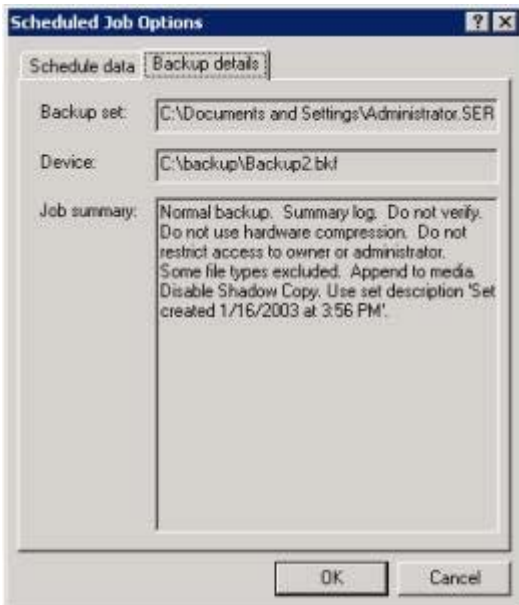 Scheduled Job Options
Schedule data Backup details
Backup set: C:\Documents and Settings\Administrator.SER
Device: C:\backup\Backup2.bkf
Job summary: Normal backup. Summary log. Do not verify.
Do not use hardware compression. Do not
restrict access to owner or administrator.
Some file types excluded. Append to media.
Disable Shadow Copy. Use set description 'Set
created 1/16/2003 at 3:56 PM'.
OK Cancel